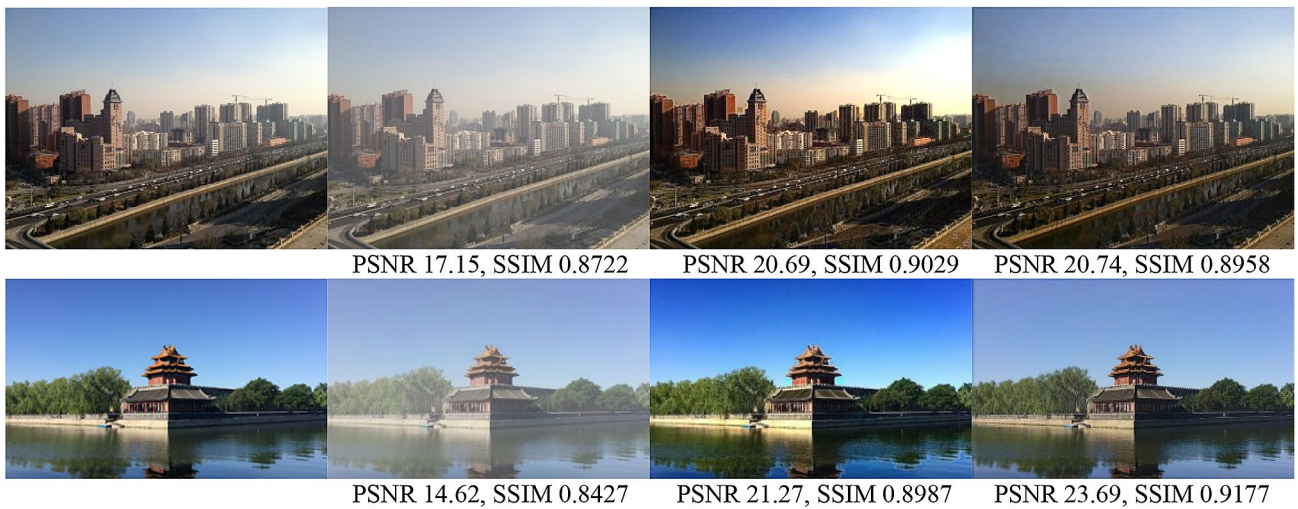 PSNR 17.15, SSIM 0.8722
PSNR 20.69, SSIM 0.9029
PSNR 20.74, SSIM 0.8958
PSNR 14.62, SSIM 0.8427
PSNR 21.27, SSIM 0.8987
PSNR 23.69, SSIM 0.9177